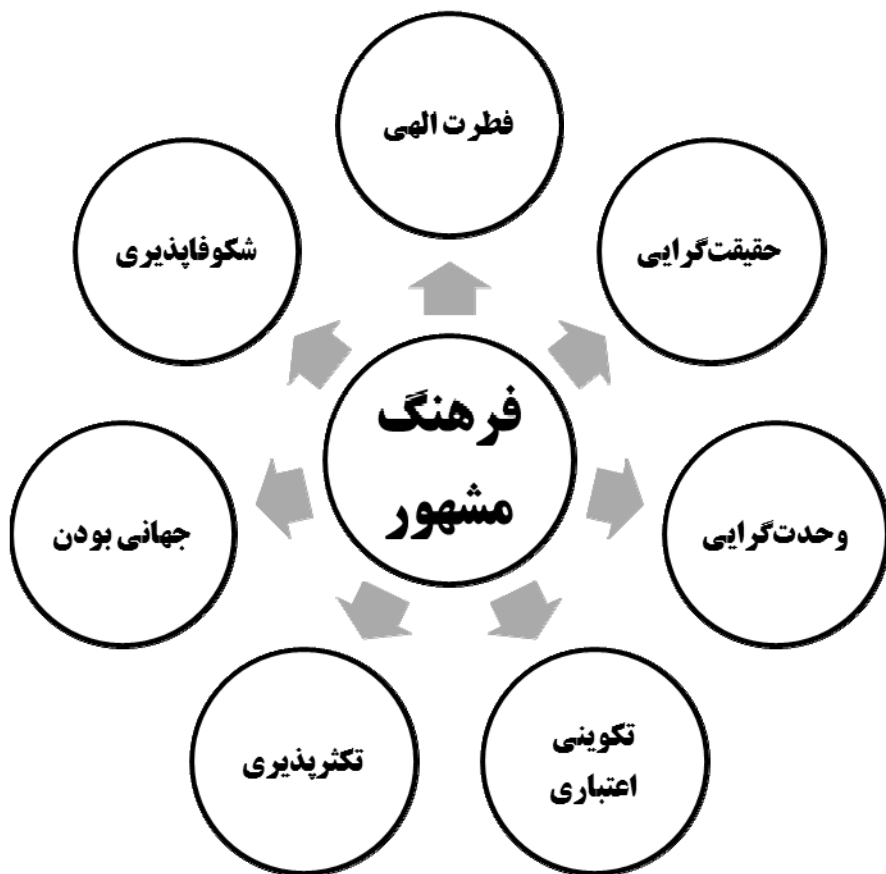 فطرت الهی
حقیقت‌گرایی
شکوفاپذیری
فرهنگ
مشهور
وحدت‌گرایی
جهانی بودن
تکوینی
اعتباری
تکثرپذیری